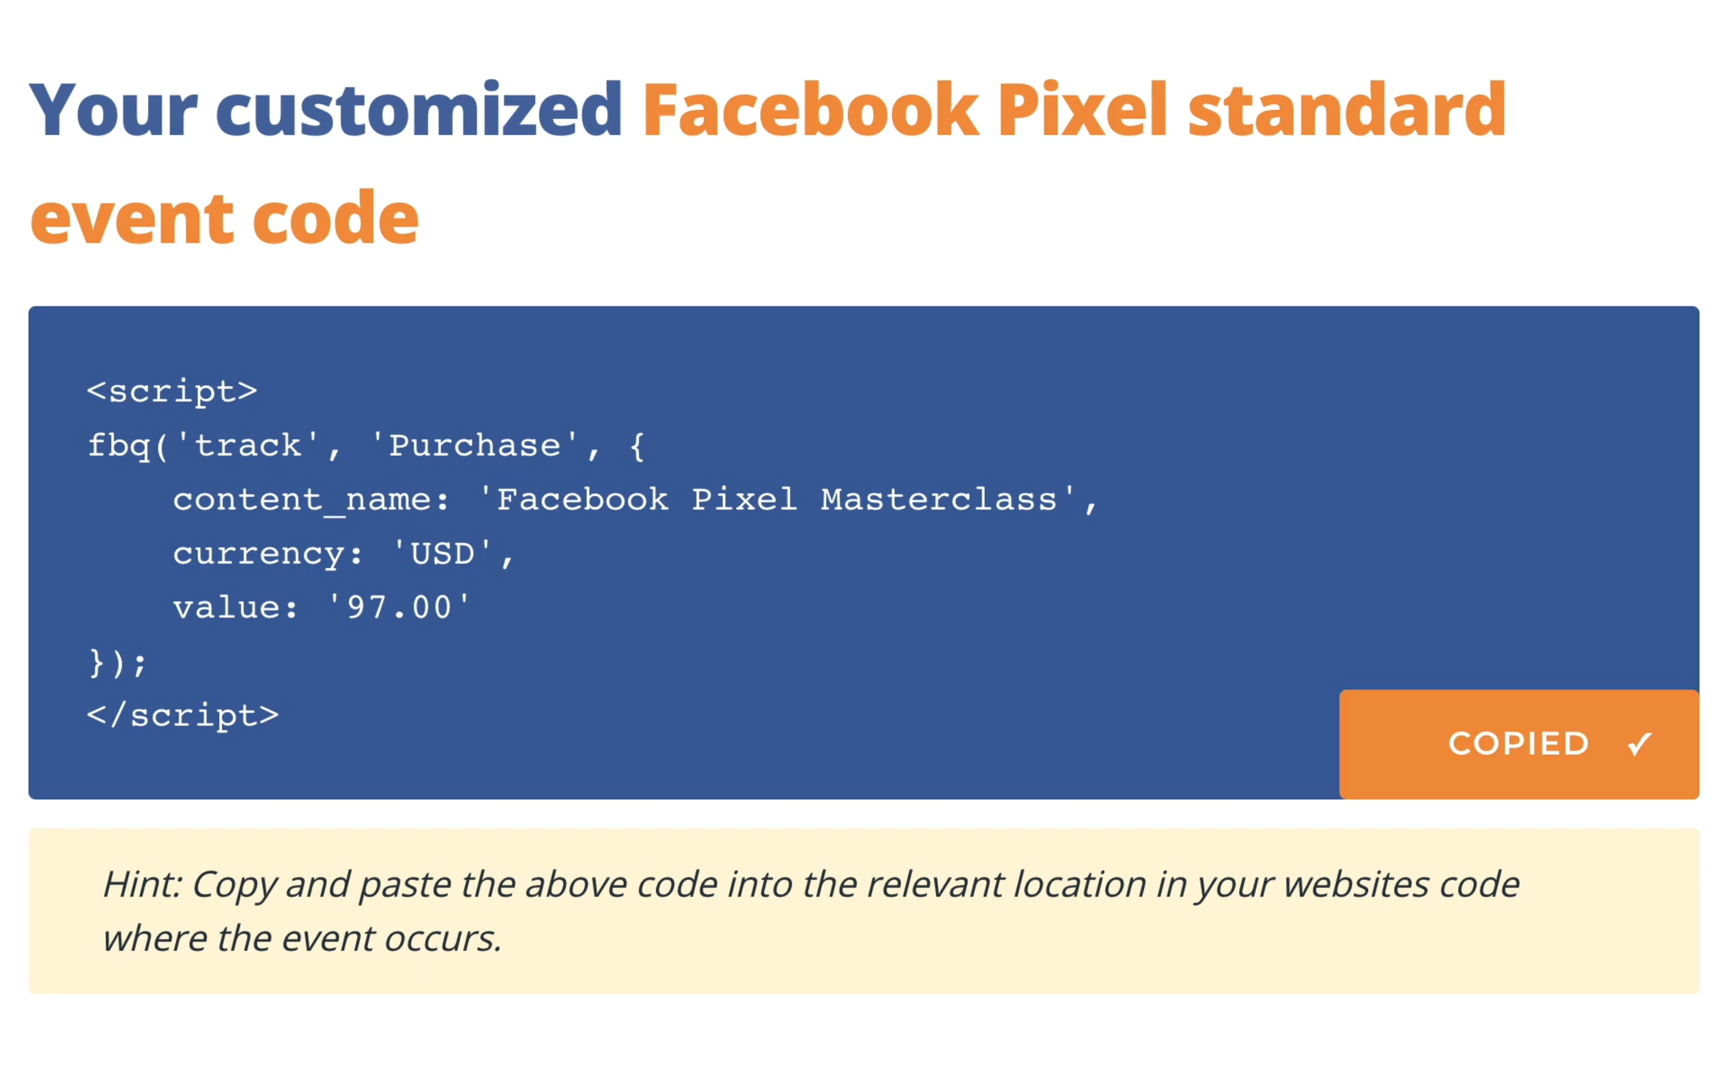 Your customized Facebook Pixel standard
event code
<script>
fbq('track', 'Purchase', {
    content_name: 'Facebook Pixel Masterclass',
    currency: 'USD',
    value: '97.00'
});
</script>
COPIED ✓
Hint: Copy and paste the above code into the relevant location in your websites code
where the event occurs.